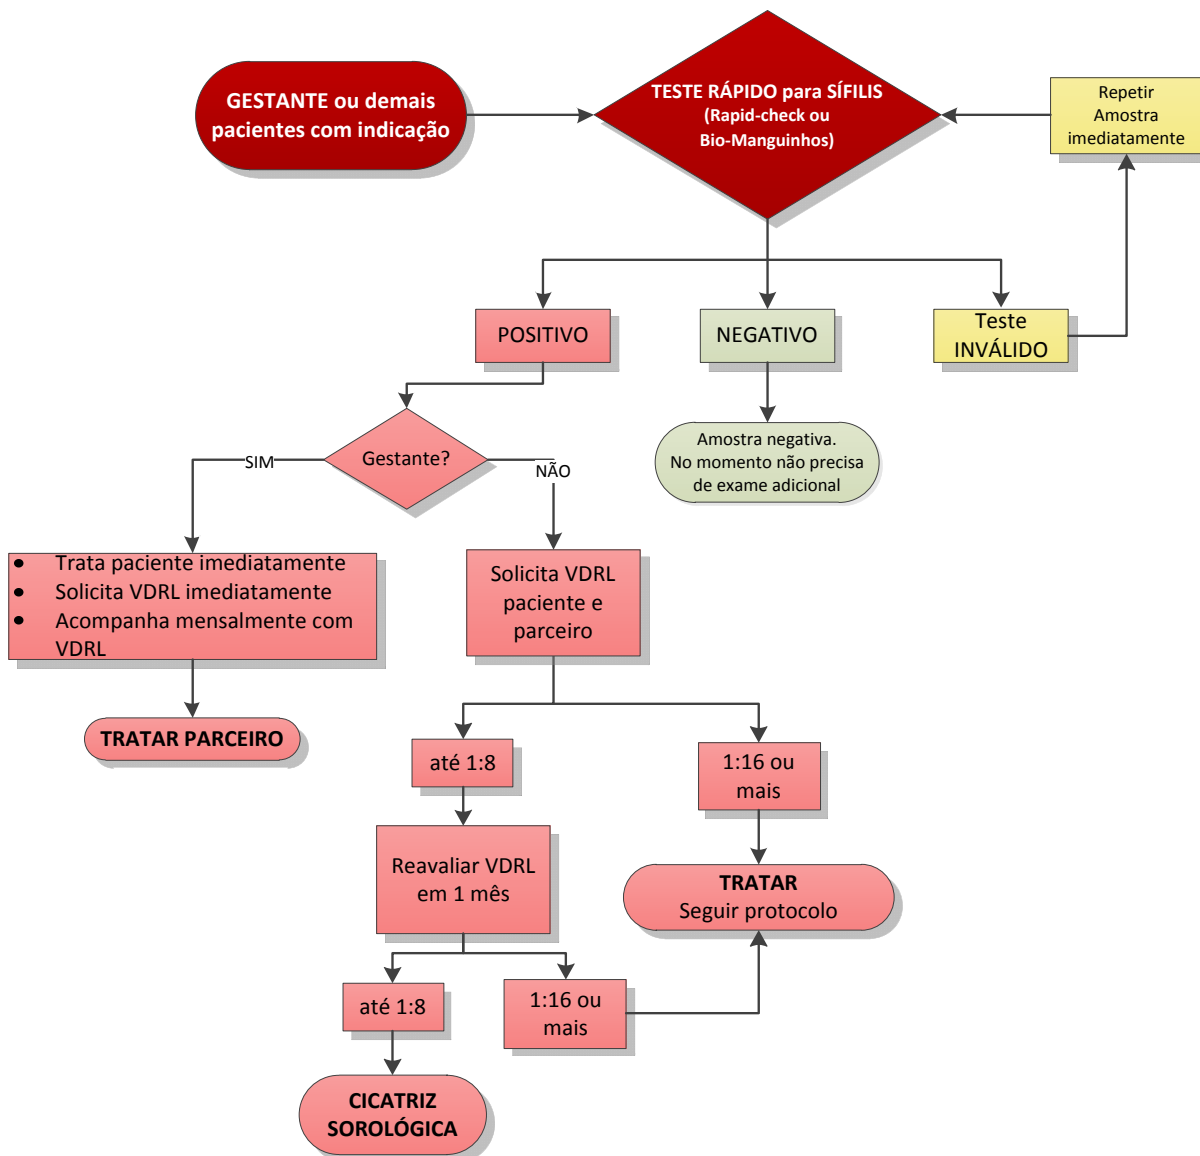 GESTANTE ou demais
pacientes com indicação
TESTE RÁPIDO para SÍFILIS
(Rapid-check ou
Bio-Manguinhos)
Repetir
Amostra
imediatamente
POSITIVO
NEGATIVO
Teste
INVÁLIDO
Gestante?
SIM
NÃO
Amostra negativa.
No momento não precisa
de exame adicional
• Trata paciente imediatamente
• Solicita VDRL imediatamente
• Acompanha mensalmente com
VDRL
Solicita VDRL
paciente e
parceiro
TRATAR PARCEIRO
até 1:8
1:16 ou
mais
Reavaliar VDRL
em 1 mês
TRATAR
Seguir protocolo
até 1:8
1:16 ou
mais
CICATRIZ
SOROLÓGICA